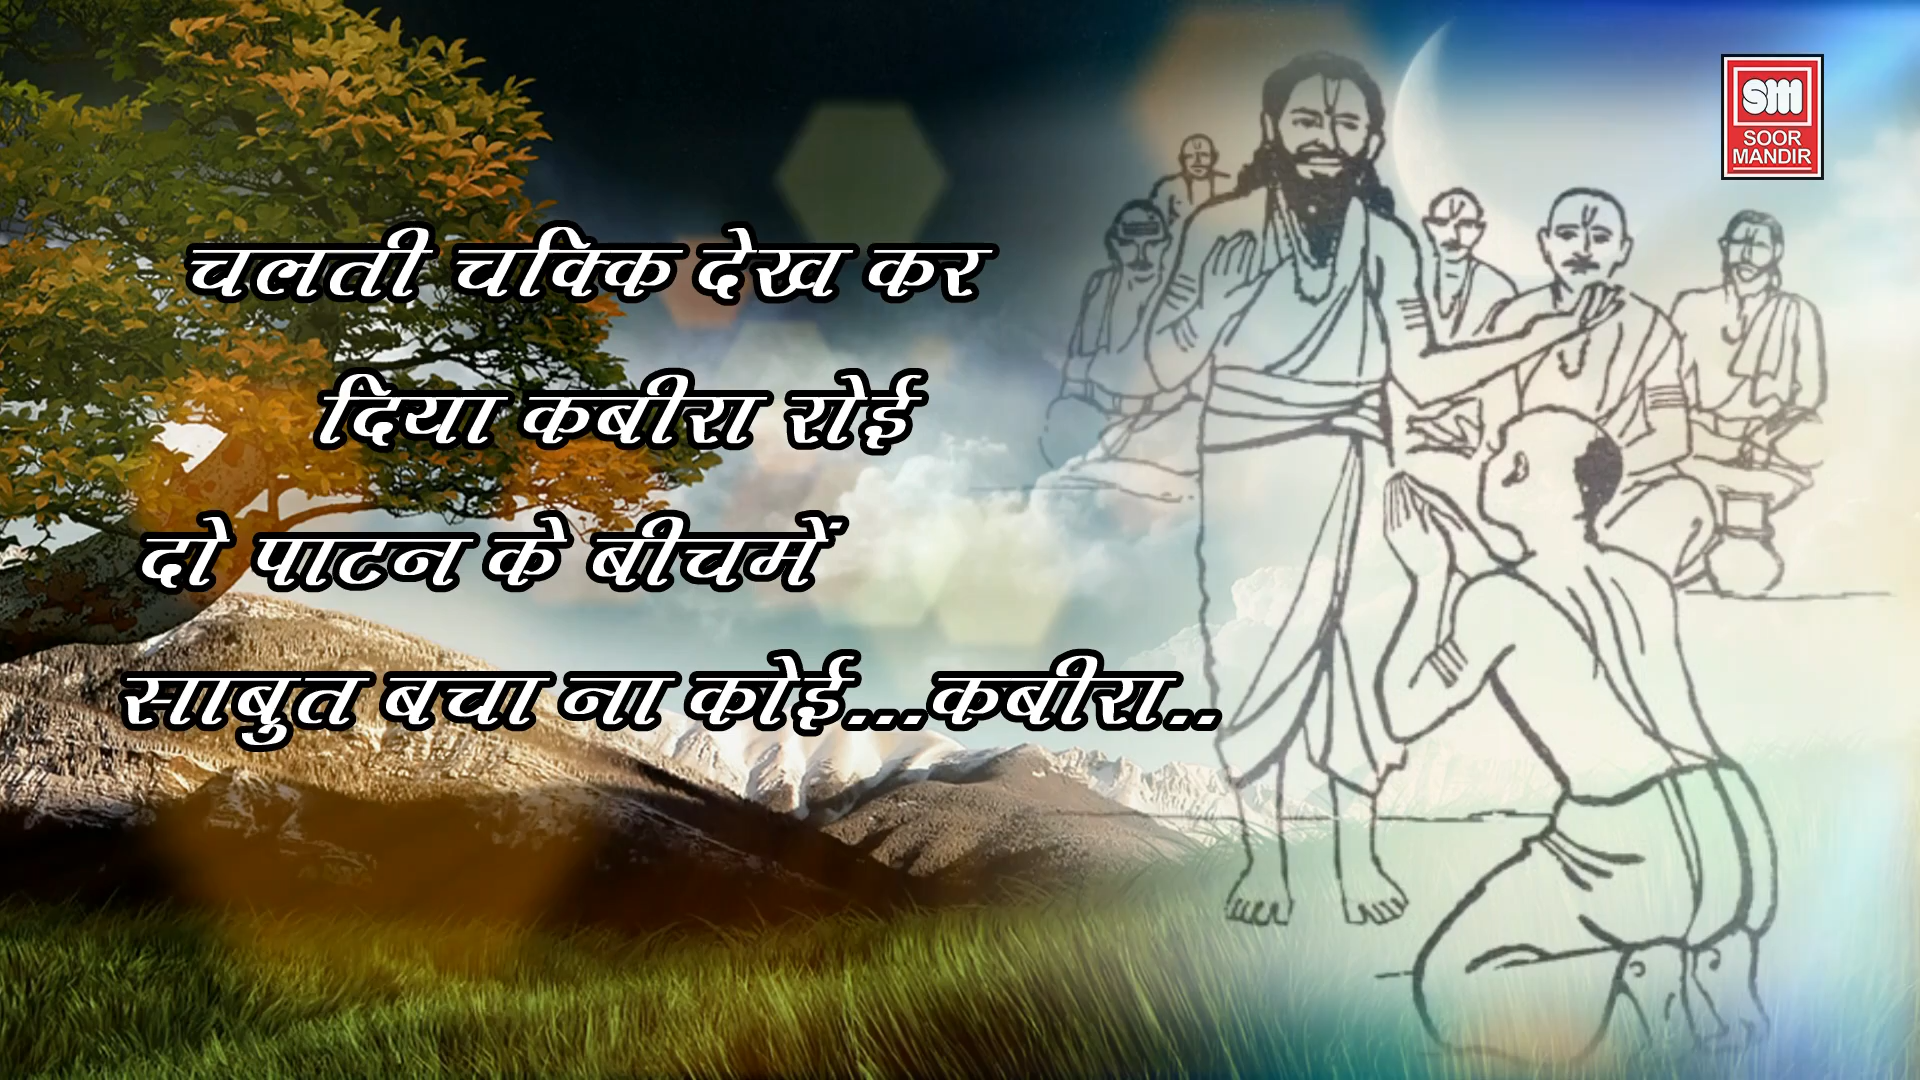 चलती चक्कि देख कर
दिया कबीरा रोई
दो पाटन के बीचमें
साबुत बचा ना कोई...कबीरा..
SM
SOOR
MANDIR